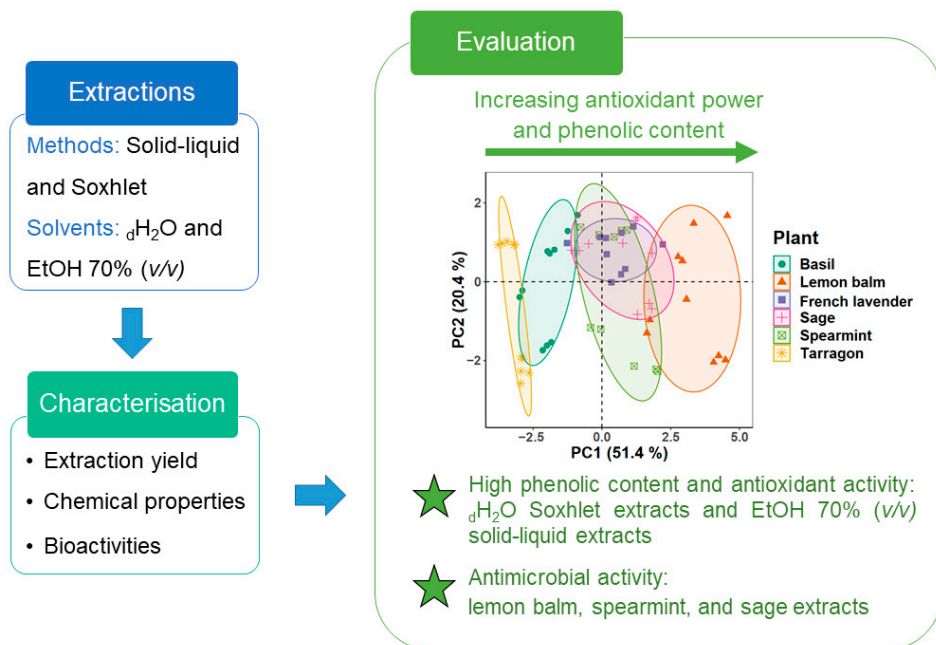 Extractions
Methods: Solid-liquid
and Soxhlet
Solvents: dH2O and
EtOH 70% (v/v)
Characterisation
• Extraction yield
• Chemical properties
• Bioactivities
Evaluation
Increasing antioxidant power
and phenolic content
PC2 (20.4 %)
2
0
−2
−2.5 0.0 2.5 5.0
PC1 (51.4 %)
Plant
Basil
Lemon balm
French lavender
Sage
Spearmint
Tarragon
High phenolic content and antioxidant activity:
dH2O Soxhlet extracts and EtOH 70% (v/v)
solid-liquid extracts
Antimicrobial activity:
lemon balm, spearmint, and sage extracts